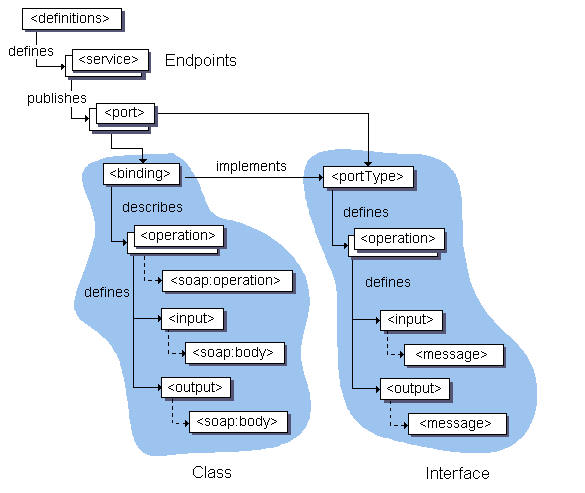 <definitions>
defines
<service> Endpoints
publishes
<port>
implements
<binding> <portType>
describes defines
<operation> <operation>
<soap:operation>
defines defines
<input> <input>
<soap:body> <message>
<output> <output>
<soap:body> <message>
Class Interface